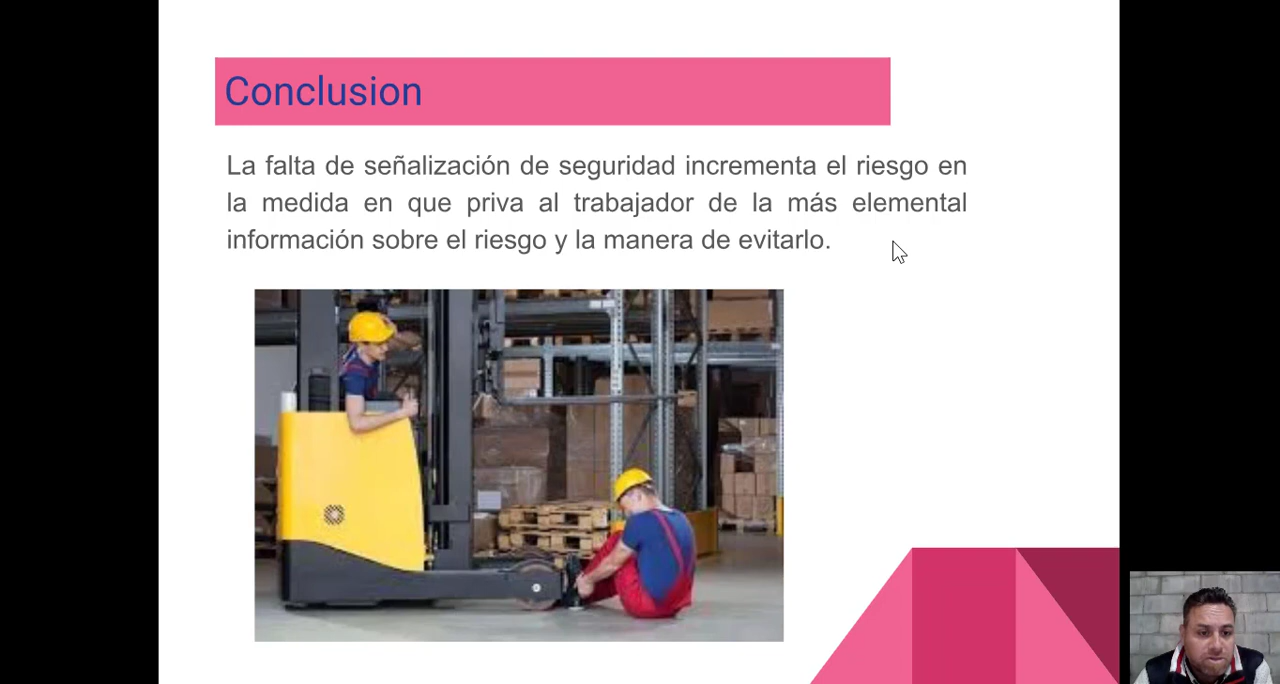 Conclusion
La falta de señalización de seguridad incrementa el riesgo en
la medida en que priva al trabajador de la más elemental
información sobre el riesgo y la manera de evitarlo.